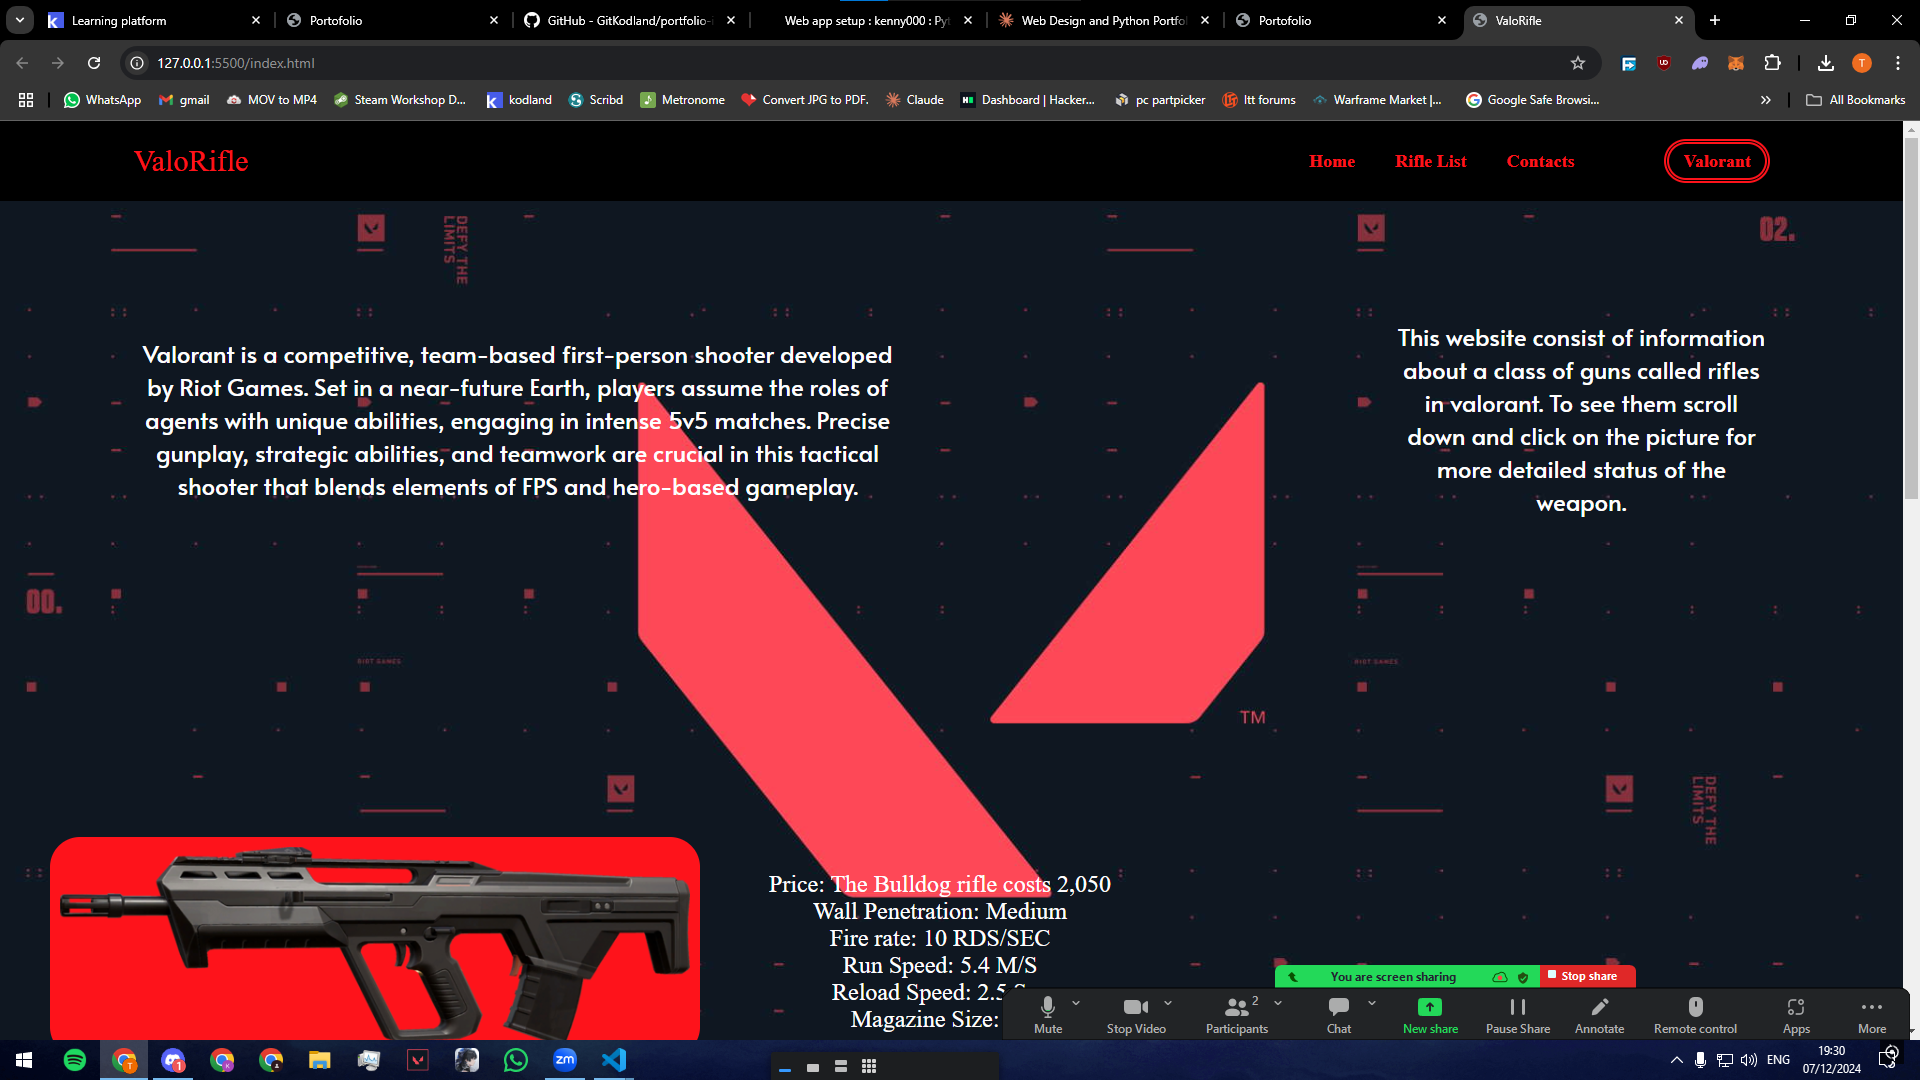 Learning platform
Portofolio
GitHub - GitKodland/portfolio-i
Web app setup : kenny000 : Pyt
Web Design and Python Portfol
Portofolio
ValoRifle
127.0.0.1:5500/index.html
T
WhatsApp
gmail
MOV to MP4
Steam Workshop D...
kodland
Scribd
Metronome
Convert JPG to PDF.
Claude
Dashboard | Hacker...
pc partpicker
ltt forums
Warframe Market |...
Google Safe Browsi...
All Bookmarks
ValoRifle
Home
Rifle List
Contacts
Valorant
DEFY THE
LIMITS
02.
Valorant is a competitive, team-based first-person shooter developed
by Riot Games. Set in a near-future Earth, players assume the roles of
agents with unique abilities, engaging in intense 5v5 matches. Precise
gunplay, strategic abilities, and teamwork are crucial in this tactical
shooter that blends elements of FPS and hero-based gameplay.
This website consist of information
about a class of guns called rifles
in valorant. To see them scroll
down and click on the picture for
more detailed status of the
weapon.
00.
RIOT GAMES
RIOT GAMES
TM
DEFY THE
LIMITS
Price: The Bulldog rifle costs 2,050
Wall Penetration: Medium
Fire rate: 10 RDS/SEC
Run Speed: 5.4 M/S
Reload Speed: 2.5
Magazine Size:
You are screen sharing
Stop share
Mute
Stop Video
Participants
2
Chat
New share
Pause Share
Annotate
Remote control
Apps
More
zm
ENG
19:30
07/12/2024